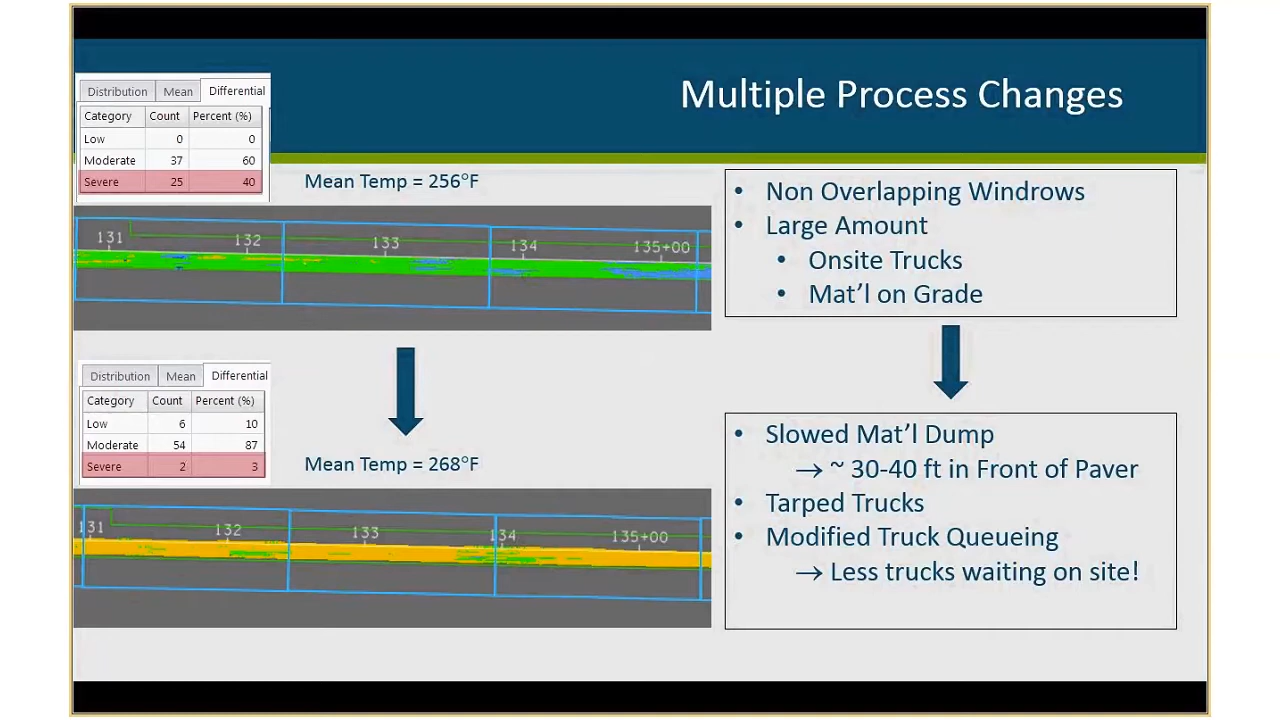 Multiple Process Changes
Distribution Mean Differential
Category Count Percent (%)
Low 0 0
Moderate 37 60
Severe 25 40
Mean Temp = 256°F
131 132 133 134 135+00
• Non Overlapping Windrows
• Large Amount
• Onsite Trucks
• Mat'l on Grade
Distribution Mean Differential
Category Count Percent (%)
Low 6 10
Moderate 54 87
Severe 2 3
Mean Temp = 268°F
131 132 133 134 135+00
• Slowed Mat'l Dump
→ ~ 30-40 ft in Front of Paver
• Tarped Trucks
• Modified Truck Queueing
→ Less trucks waiting on site!